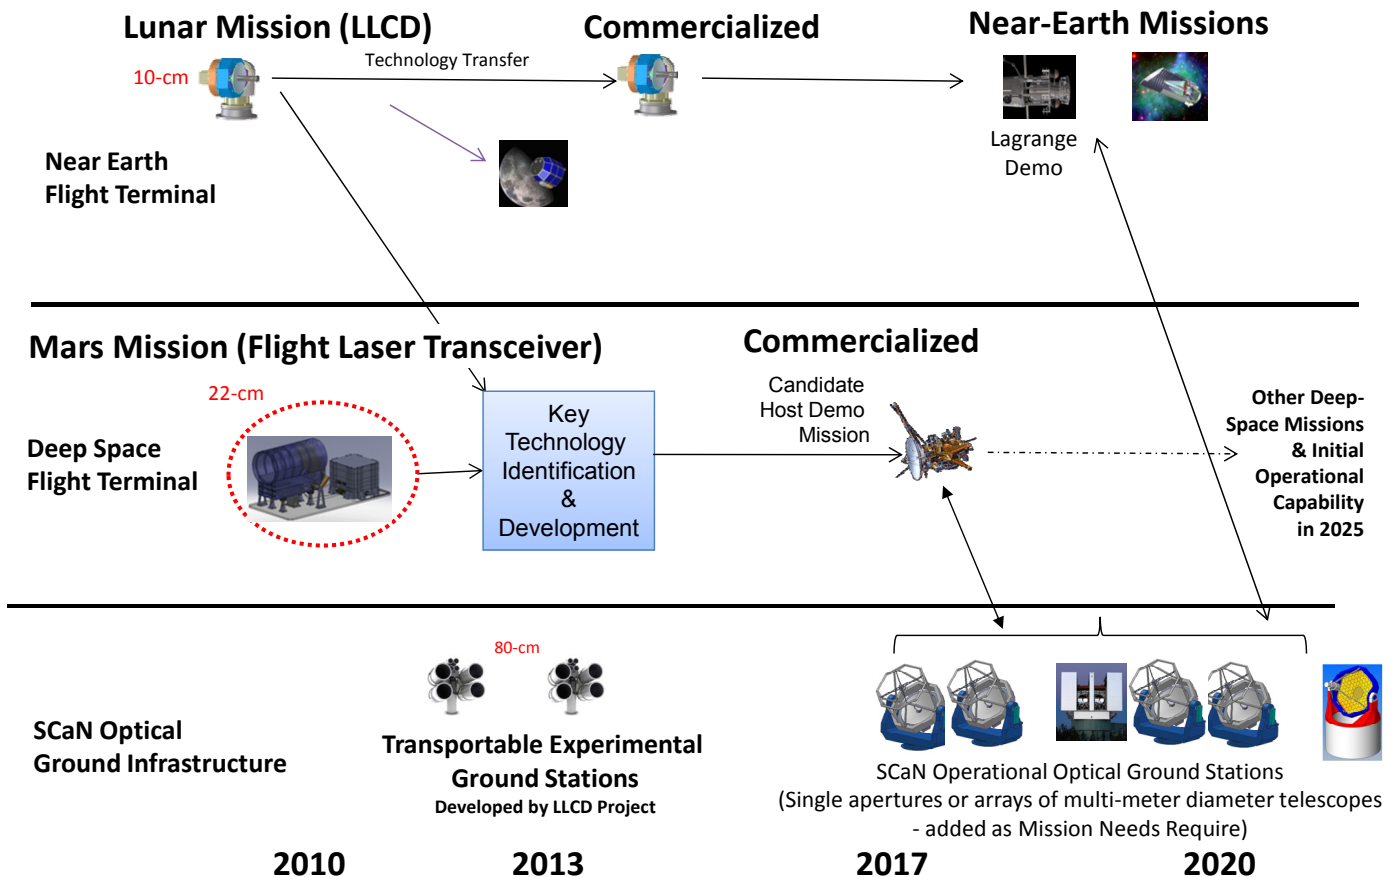 Lunar Mission (LLCD)
Commercialized
Near-Earth Missions
10-cm
Technology Transfer
Lagrange
Demo
Near Earth
Flight Terminal
Mars Mission (Flight Laser Transceiver)
Commercialized
22-cm
Key
Technology
Identification
&
Development
Candidate
Host Demo
Mission
Deep Space
Flight Terminal
Other Deep-
Space Missions
& Initial
Operational
Capability
in 2025
80-cm
SCaN Optical
Ground Infrastructure
Transportable Experimental
Ground Stations
Developed by LLCD Project
SCaN Operational Optical Ground Stations
(Single apertures or arrays of multi-meter diameter telescopes
- added as Mission Needs Require)
2010
2013
2017
2020